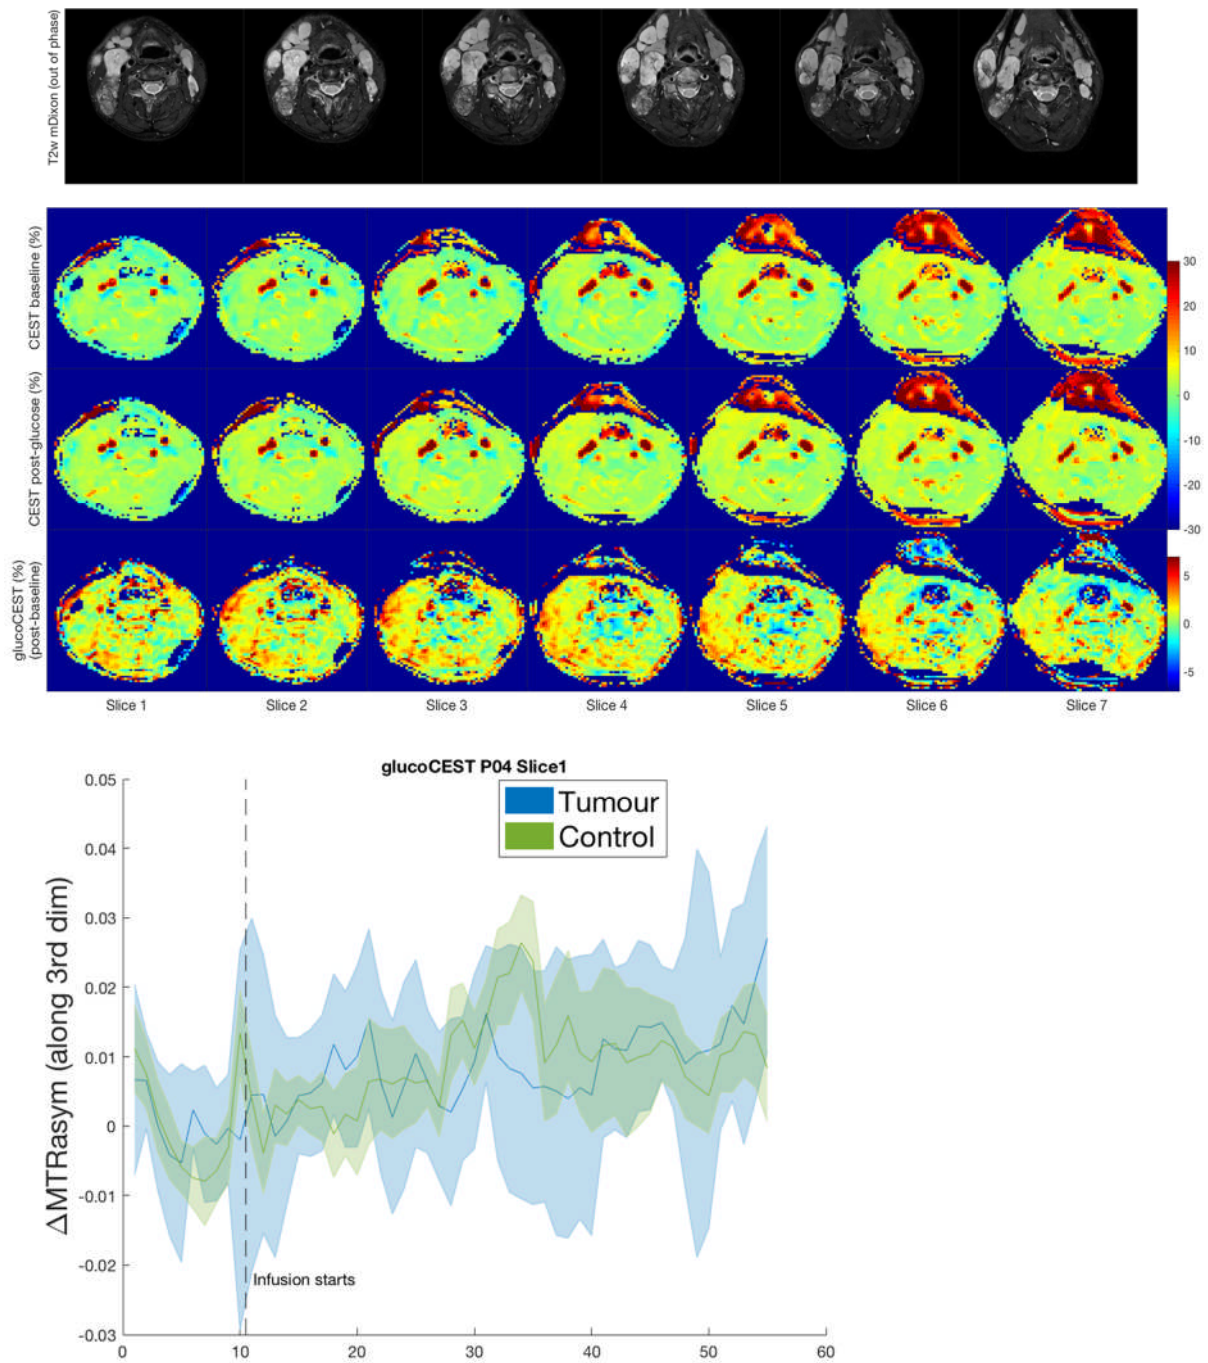 T2w mDixon (out of phase)
CEST baseline (%)
30
20
10
0
-10
-20
-30
CEST post-glucose (%)
glucoCEST (%)
(post-baseline)
5
0
-5
Slice 1
Slice 2
Slice 3
Slice 4
Slice 5
Slice 6
Slice 7
glucoCEST P04 Slice1
Tumour
Control
ΔMTRasym (along 3rd dim)
0.05
0.04
0.03
0.02
0.01
0
-0.01
-0.02
-0.03
Infusion starts
0
10
20
30
40
50
60